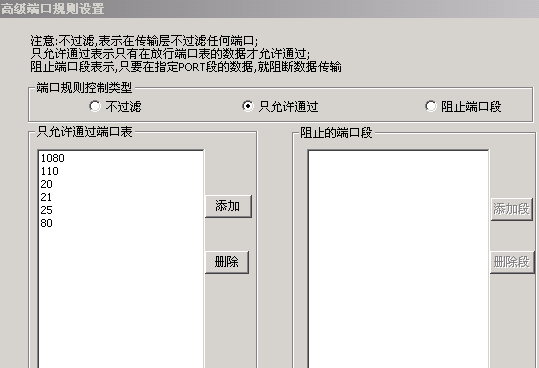 高级端口规则设置
注意:不过滤,表示在传输层不过滤任何端口;
只允许通过表示只有在放行端口表的数据才允许通过;
阻止端口段表示,只要在指定PORT段的数据,就阻断数据传输
端口规则控制类型
不过滤 只允许通过 阻止端口段
只允许通过端口表 阻止的端口段
1080
110
20
21
25
80
添加 添加段
删除 删除段